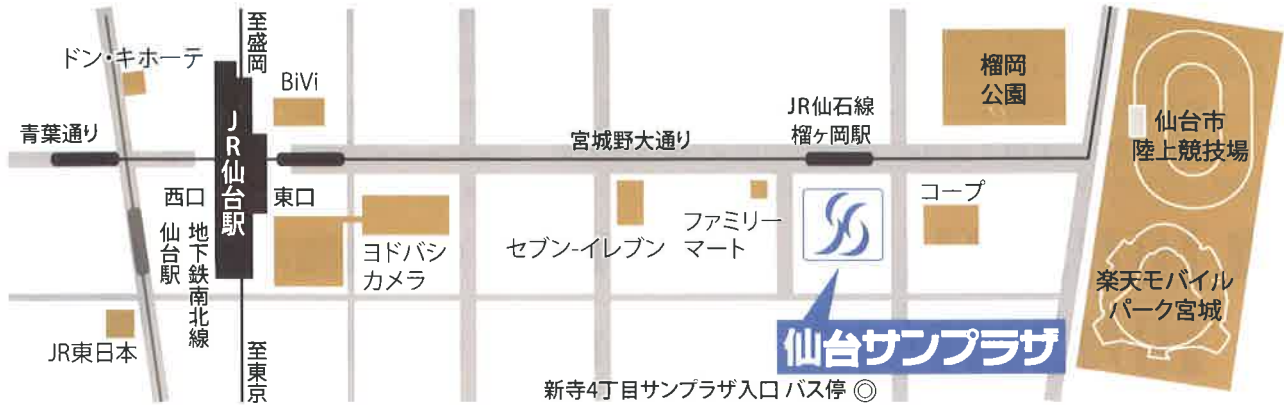 至盛岡
ドン・キホーテ
BiVi
青葉通り
JR仙台駅
西口
東口
地下鉄南北線
仙台駅
ヨドバシ
カメラ
JR東日本
至東京
宮城野大通り
セブン-イレブン
ファミリー
マート
JR仙石線
榴ヶ岡駅
コープ
榴岡
公園
仙台市
陸上競技場
楽天モバイル
パーク宮城
仙台サンプラザ
新寺4丁目サンプラザ入口 バス停 ◎